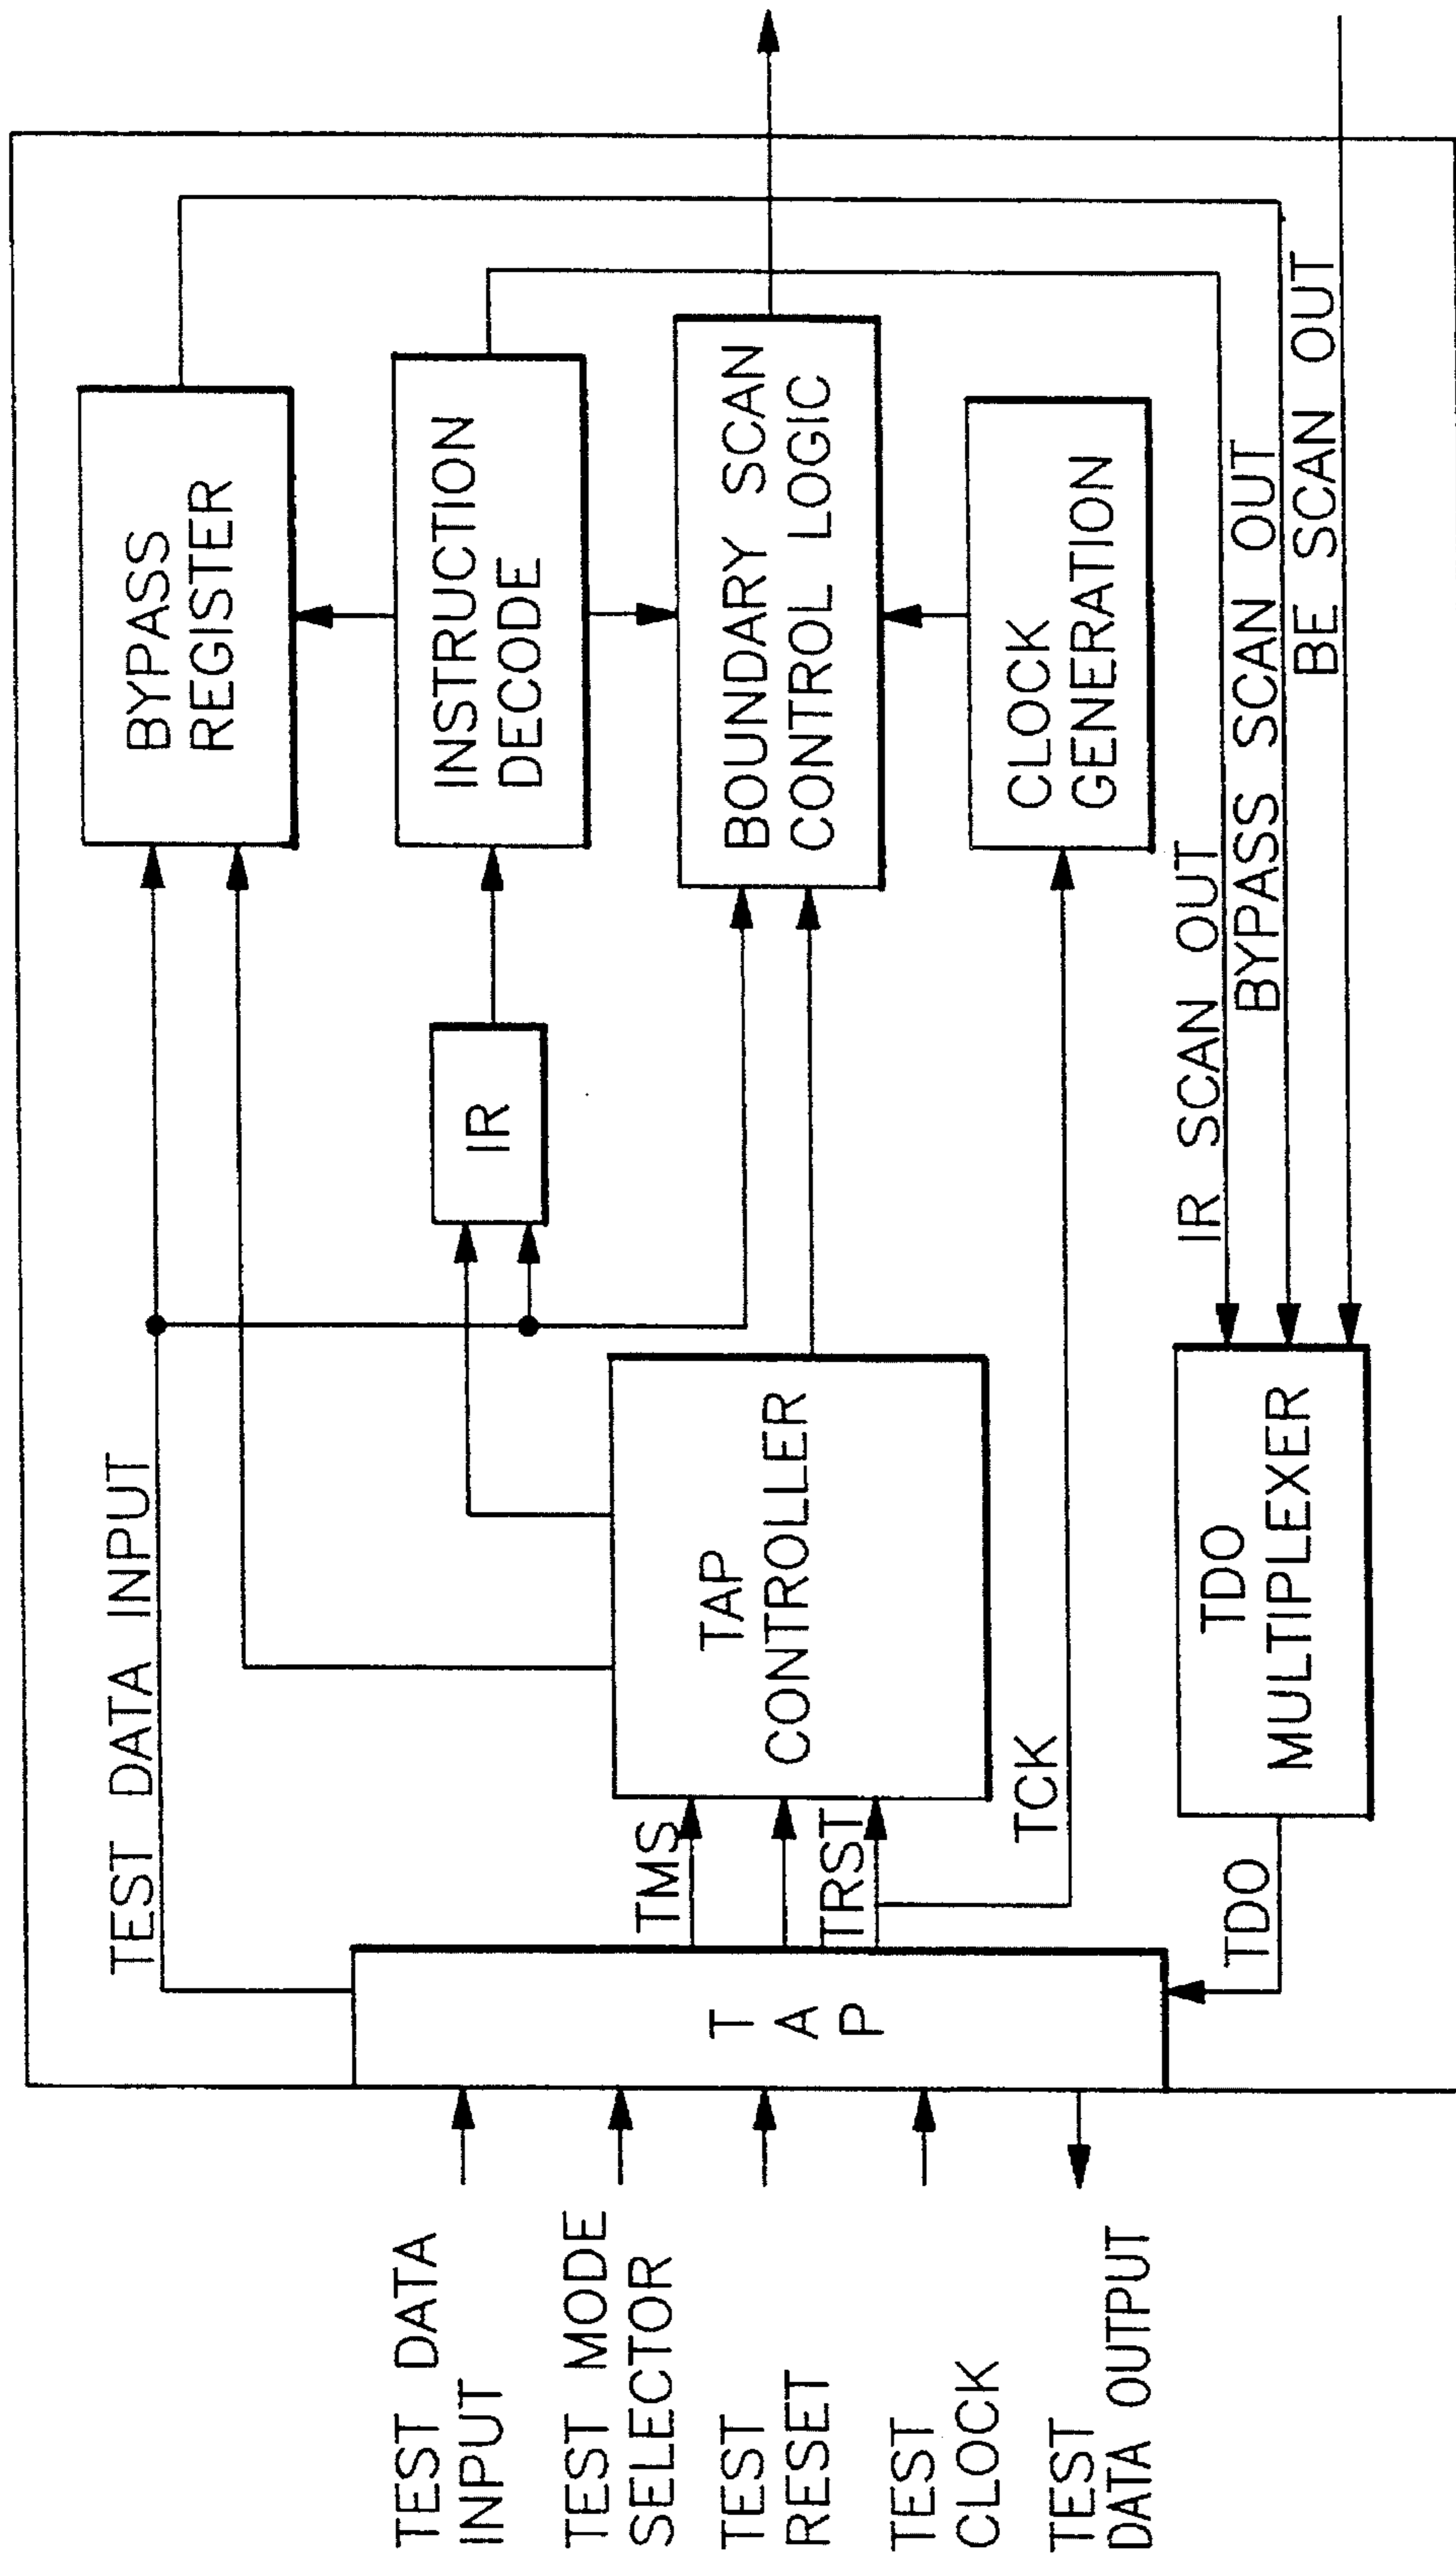 TEST DATA
INPUT
TEST MODE
SELECTOR
TEST
RESET
TEST
CLOCK
TEST
DATA OUTPUT
T
A
P
TEST DATA INPUT
TMS
TRST
TCK
TDO
TAP
CONTROLLER
TDO
MULTIPLEXER
IR
BYPASS
REGISTER
INSTRUCTION
DECODE
BOUNDARY SCAN
CONTROL LOGIC
CLOCK
GENERATION
IR SCAN OUT
BYPASS SCAN OUT
BE SCAN OUT